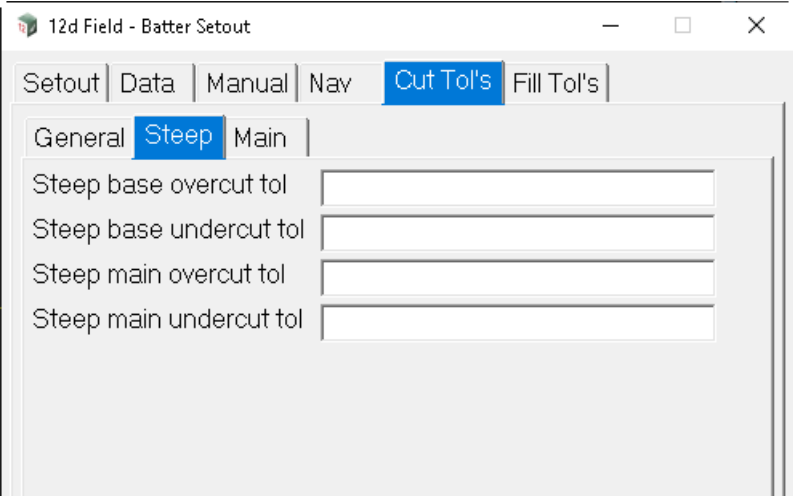 12d Field - Batter Setout
Setout Data Manual Nav Cut Tol's Fill Tol's
General Steep Main
Steep base overcut tol
Steep base undercut tol
Steep main overcut tol
Steep main undercut tol